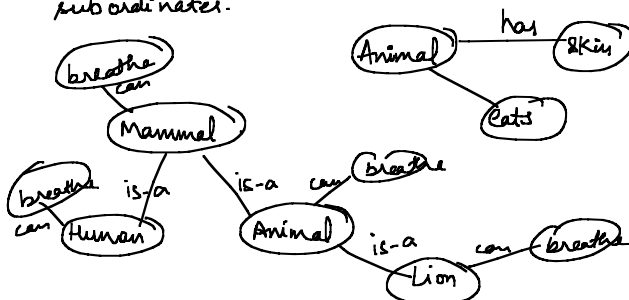 subordinates.
has
Animal
Skin
breathe
can
eats
Mammal
breathe
is-a
is-a
can
breathe
can
Human
Animal
is-a
can
breathe
Lion